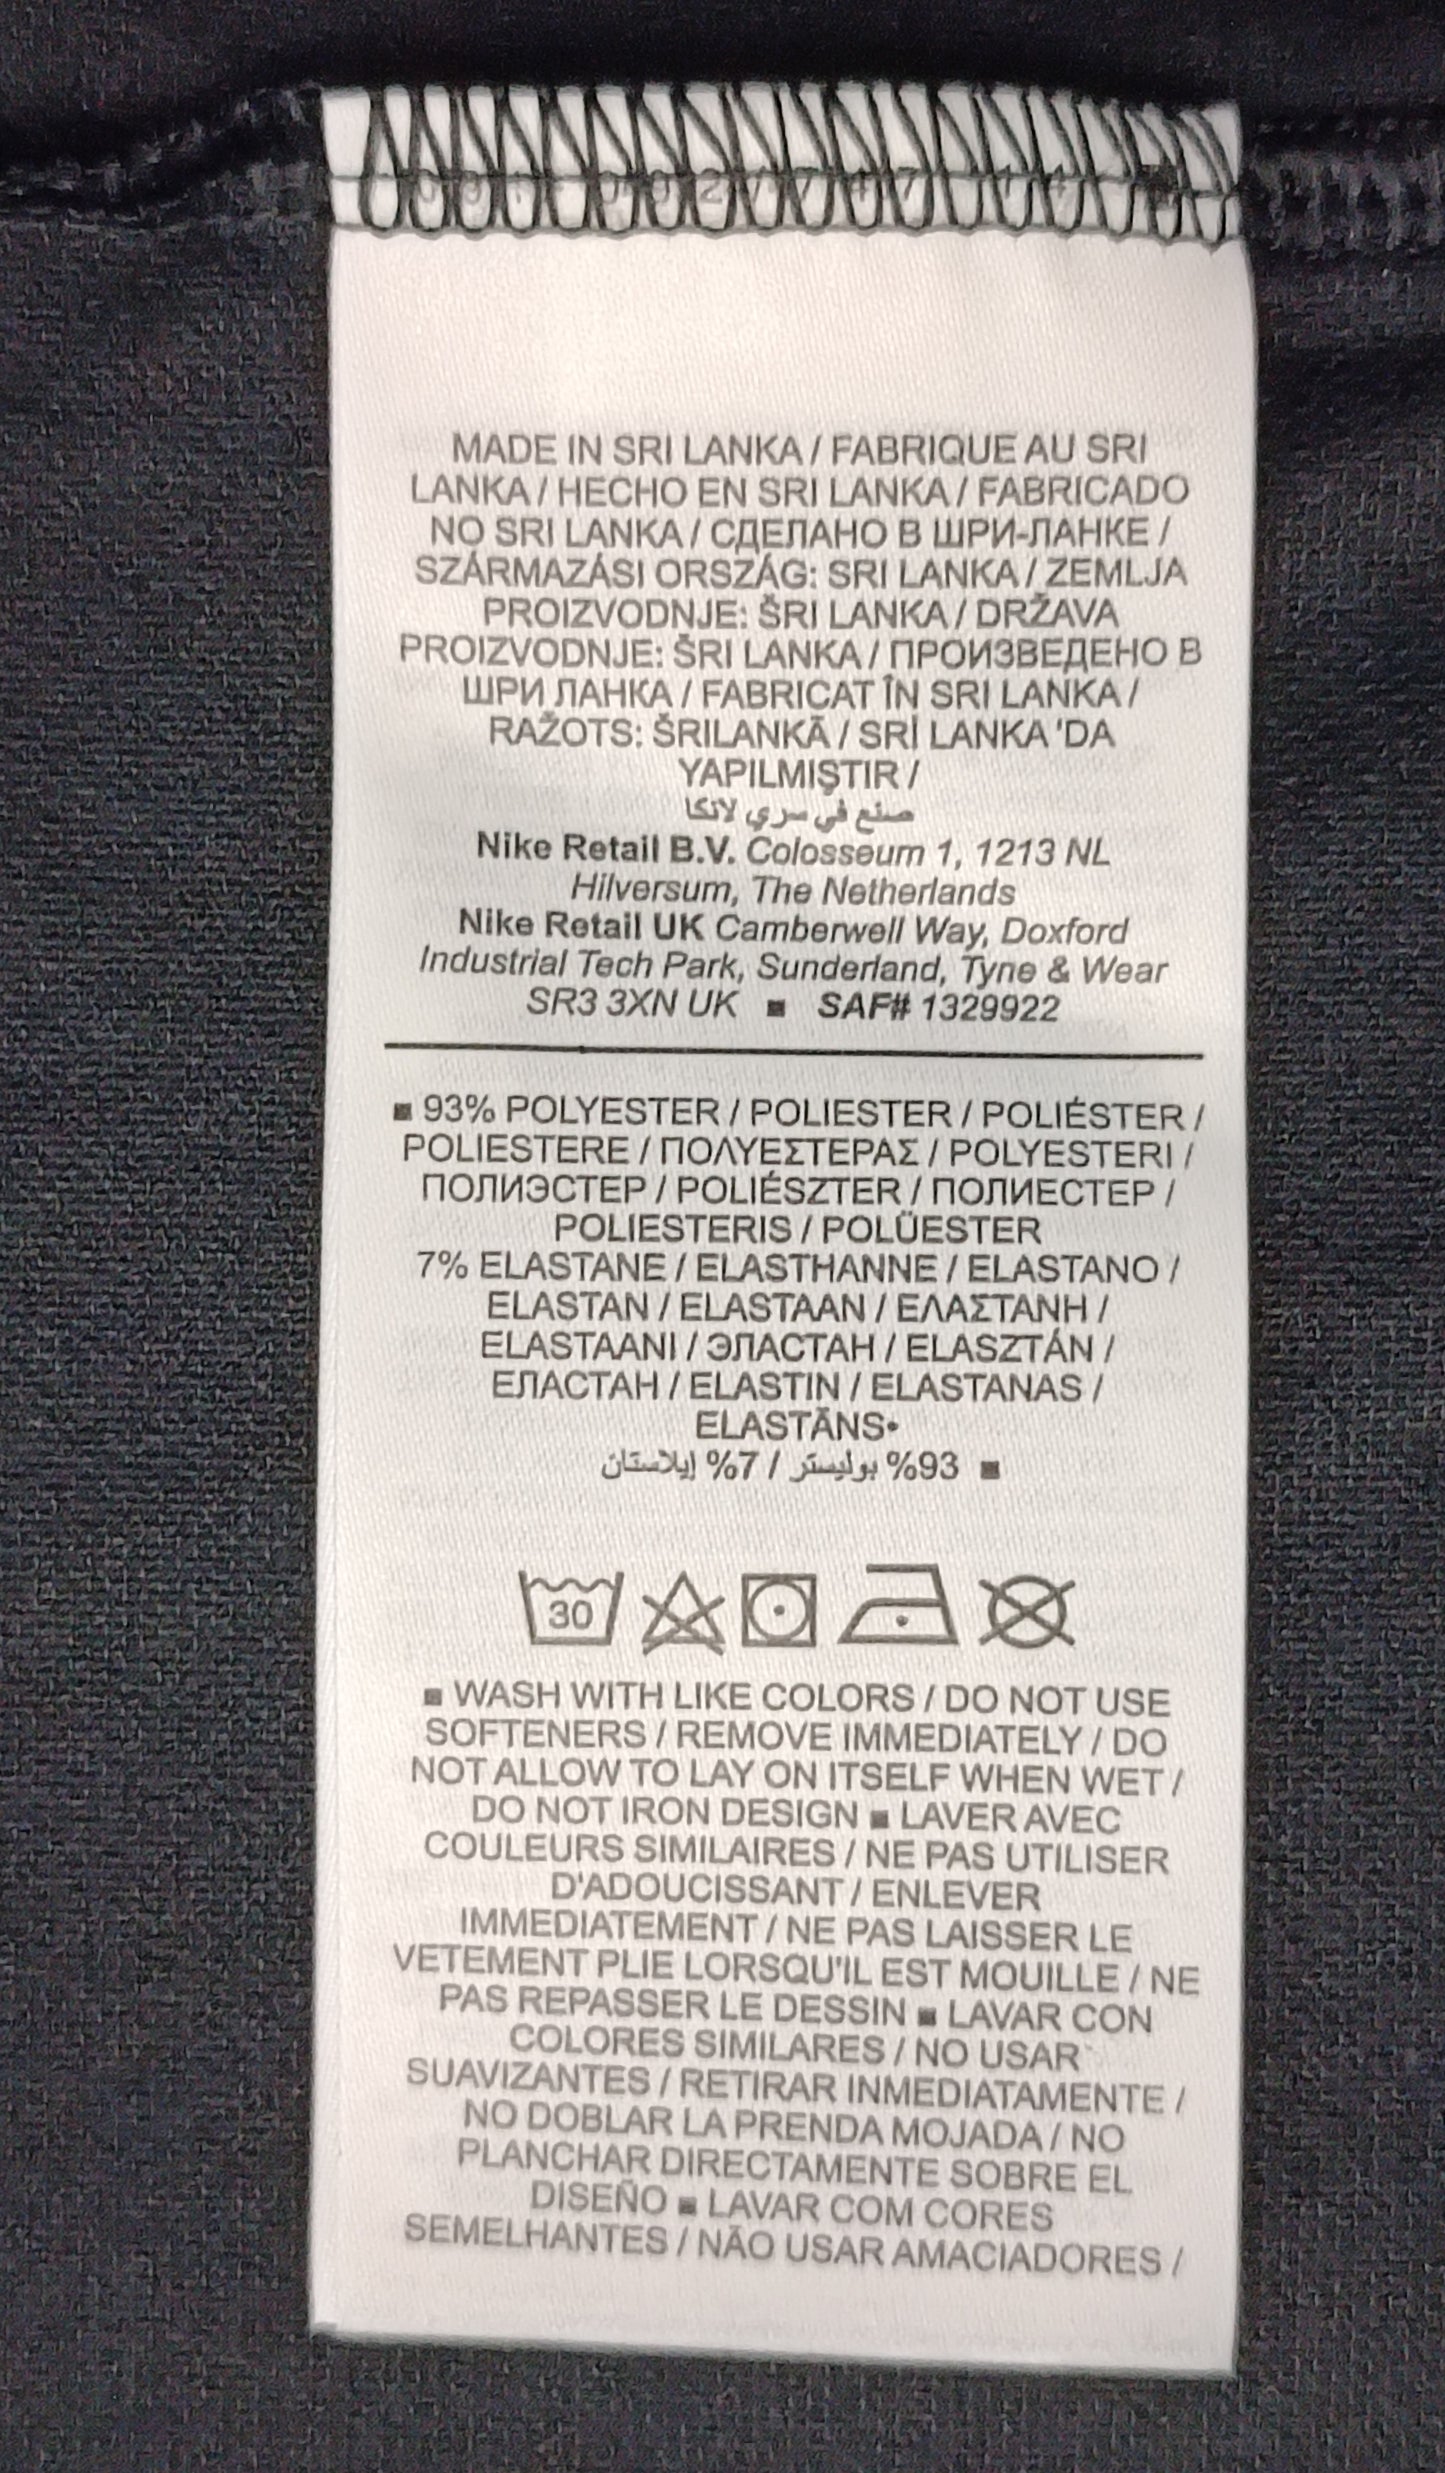 MADE IN SRI LANKA / FABRIQUE AU SRI
LANKA / HECHO EN SRI LANKA / FABRICADO
NO SRI LANKA / СДЕЛАНО В ШРИ-ЛАНКЕ /
SZÁRMAZÁSI ORSZÁG: SRI LANKA / ZEMLJA
PROIZVODNJE: ŠRI LANKA / DRŽAVA
PROIZVODNJE: ŠRI LANKA / ПРОИЗВЕДЕНО В
ШРИ ЛАНКА / FABRICAT ÎN SRI LANKA /
RAŽOTS: ŠRILANKĀ / SRİ LANKA 'DA
YAPILMIŞTIR /
صنع في سري لانكا
Nike Retail B.V. Colosseum 1, 1213 NL
Hilversum, The Netherlands
Nike Retail UK Camberwell Way, Doxford
Industrial Tech Park, Sunderland, Tyne & Wear
SR3 3XN UK ■ SAF# 1329922
■ 93% POLYESTER / POLIESTER / POLIÉSTER /
POLIESTERE / ΠΟΛΥΕΣΤΕΡΑΣ / POLYESTERI /
ПОЛИЭСТЕР / POLIÉSZTER / ПОЛИЕСТЕР /
POLIESTERIS / POLÜESTER
7% ELASTANE / ELASTHANNE / ELASTANO /
ELASTAN / ELASTAAN / ΕΛΑΣΤΑΝΗ /
ELASTAANI / ЭЛАСТАН / ELASZTÁN /
ЕЛАСТАН / ELASTIN / ELASTANAS /
ELASTĀNS•
■ 93% بوليستر / 7% إيلاستان
30
■ WASH WITH LIKE COLORS / DO NOT USE
SOFTENERS / REMOVE IMMEDIATELY / DO
NOT ALLOW TO LAY ON ITSELF WHEN WET /
DO NOT IRON DESIGN ■ LAVER AVEC
COULEURS SIMILAIRES / NE PAS UTILISER
D'ADOUCISSANT / ENLEVER
IMMEDIATEMENT / NE PAS LAISSER LE
VETEMENT PLIE LORSQU'IL EST MOUILLE / NE
PAS REPASSER LE DESSIN ■ LAVAR CON
COLORES SIMILARES / NO USAR
SUAVIZANTES / RETIRAR INMEDIATAMENTE /
NO DOBLAR LA PRENDA MOJADA / NO
PLANCHAR DIRECTAMENTE SOBRE EL
DISEÑO ■ LAVAR COM CORES
SEMELHANTES / NÃO USAR AMACIADORES /